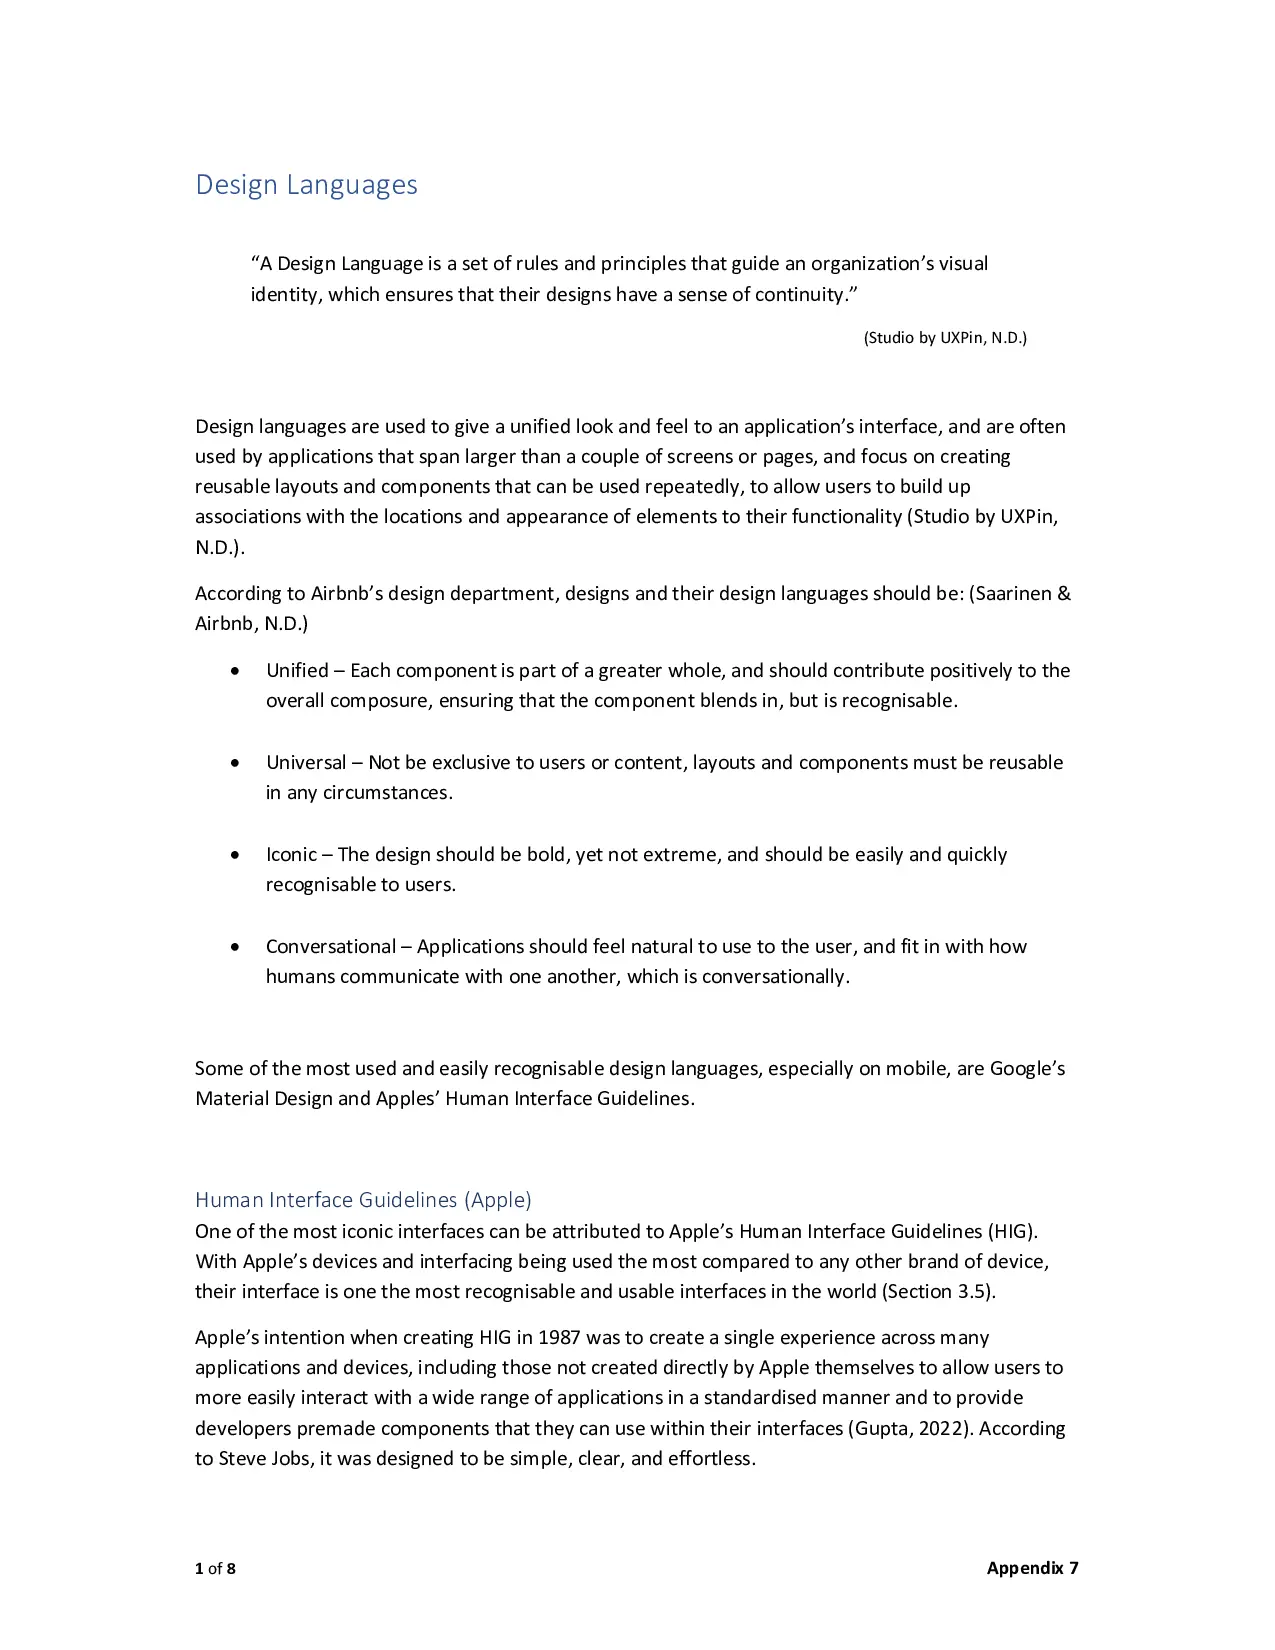 Design Languages
“A Design Language is a set of rules and principles that guide an organization’s visual
identity, which ensures that their designs have a sense of continuity.”
(Studio by UXPin, N.D.)
Design languages are used to give a unified look and feel to an application’s interface, and are often
used by applications that span larger than a couple of screens or pages, and focus on creating
reusable layouts and components that can be used repeatedly, to allow users to build up
associations with the locations and appearance of elements to their functionality (Studio by UXPin,
N.D.).
According to Airbnb’s design department, designs and their design languages should be: (Saarinen &
Airbnb, N.D.)
• Unified – Each component is part of a greater whole, and should contribute positively to the
overall composure, ensuring that the component blends in, but is recognisable.
• Universal – Not be exclusive to users or content, layouts and components must be reusable
in any circumstances.
• Iconic – The design should be bold, yet not extreme, and should be easily and quickly
recognisable to users.
• Conversational – Applications should feel natural to use to the user, and fit in with how
humans communicate with one another, which is conversationally.
Some of the most used and easily recognisable design languages, especially on mobile, are Google’s
Material Design and Apples’ Human Interface Guidelines.
Human Interface Guidelines (Apple)
One of the most iconic interfaces can be attributed to Apple’s Human Interface Guidelines (HIG).
With Apple’s devices and interfacing being used the most compared to any other brand of device,
their interface is one the most recognisable and usable interfaces in the world (Section 3.5).
Apple’s intention when creating HIG in 1987 was to create a single experience across many
applications and devices, including those not created directly by Apple themselves to allow users to
more easily interact with a wide range of applications in a standardised manner and to provide
developers premade components that they can use within their interfaces (Gupta, 2022). According
to Steve Jobs, it was designed to be simple, clear, and effortless.
1 of 8 Appendix 7